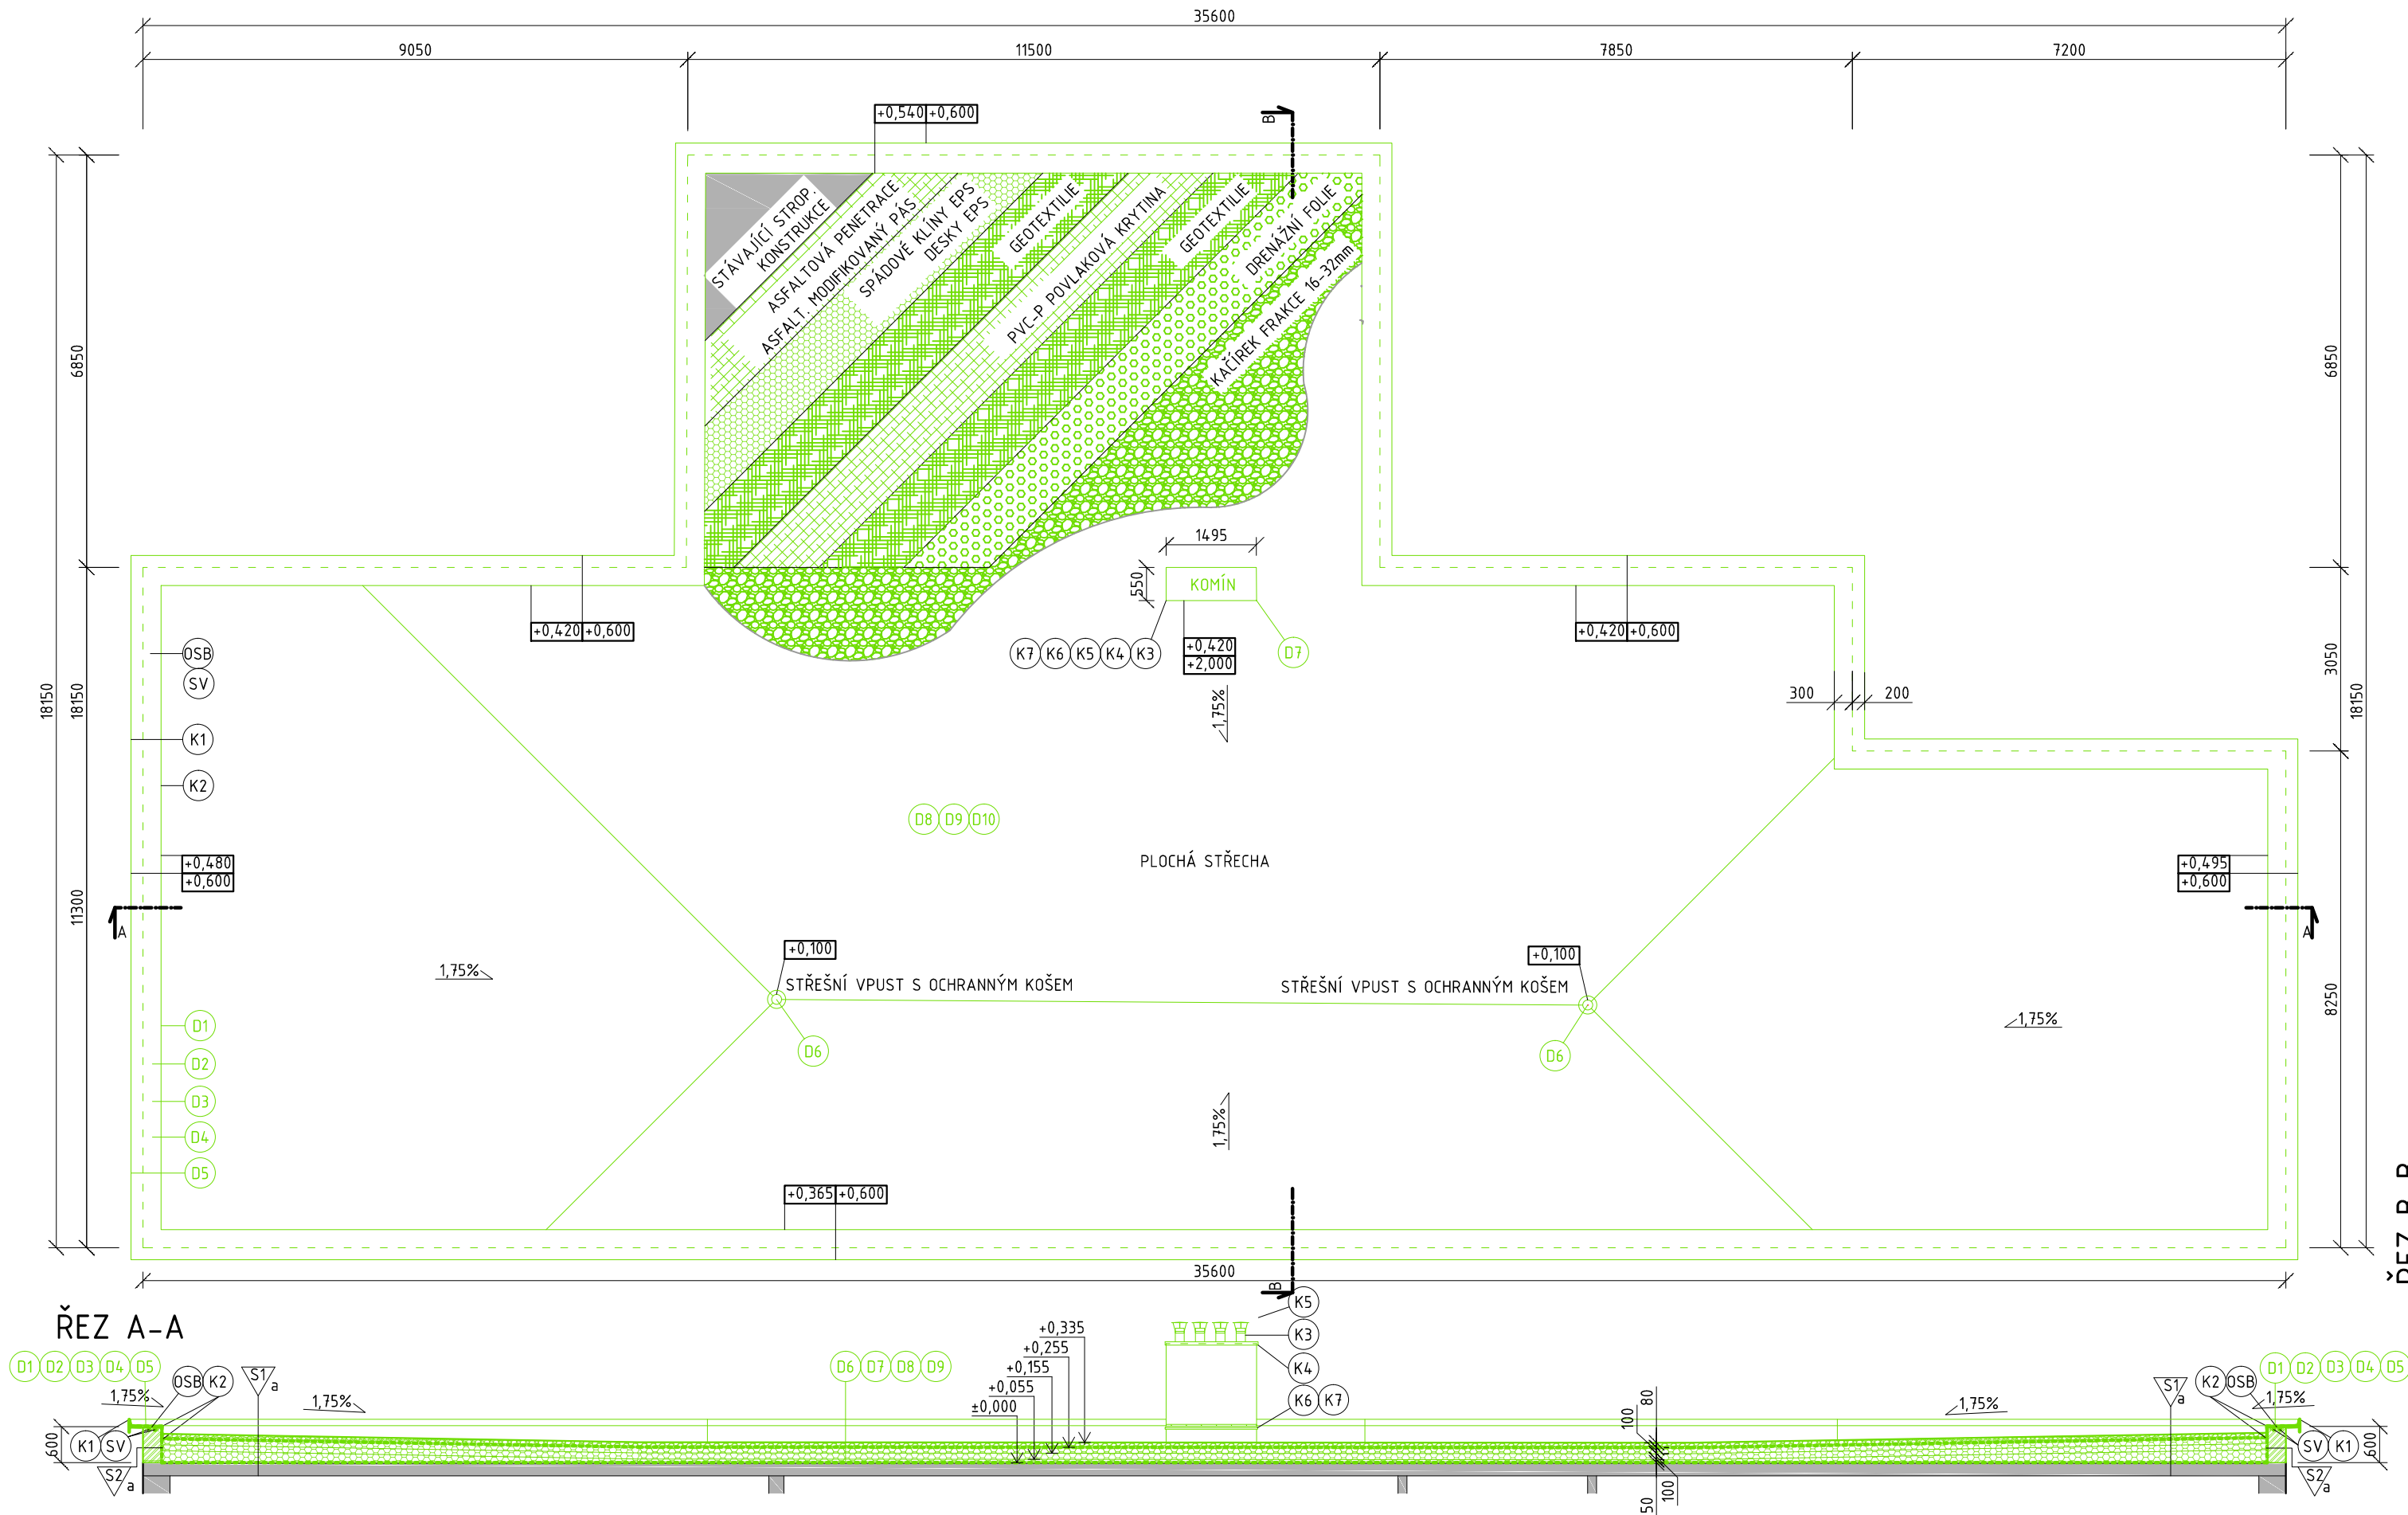 35600
9050
11500
7850
7200
+0,540 +0,600
B
STÁVAJÍCÍ STROP.
KONSTRUKCE
ASFALTOVÁ PENETRACE
ASFALT. MODIFIKOVANÝ PÁS
SPÁDOVÉ KLÍNY EPS
DESKY EPS
GEOTEXTILIE
PVC-P POVLAKOVÁ KRYTINA
GEOTEXTILIE
DRENÁŽNÍ FOLIE
KAČÍREK FRAKCE 16-32mm
6850
6850
18150
18150
11300
3050
18150
8250
1495
550
KOMÍN
+0,420 +0,600
K7 K6 K5 K4 K3
+0,420
+2,000
D7
+0,420 +0,600
OSB
SV
K1
K2
300
200
1,75%
D8 D9 D10
PLOCHÁ STŘECHA
+0,480
+0,600
+0,495
+0,600
A
A
+0,100
+0,100
1,75%
STŘEŠNÍ VPUST S OCHRANNÝM KOŠEM
STŘEŠNÍ VPUST S OCHRANNÝM KOŠEM
1,75%
D1
D2
D3
D4
D5
D6
D6
1,75%
+0,365 +0,600
35600
B
ŘEZ B-B
ŘEZ A-A
D1 D2 D3 D4 D5
OSB K2
S1
a
1,75%
1,75%
D6 D7 D8 D9
+0,335
+0,255
+0,155
+0,055
±0,000
K5
K3
K4
K6 K7
100
80
1,75%
S1
a
K2 OSB
D1 D2 D3 D4 D5
1,75%
600
K1 SV
S2
a
50
100
SV K1
600
S2
a